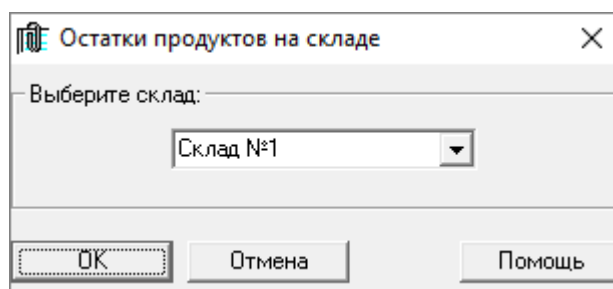 Остатки продуктов на складе
Выберите склад:
Склад №1
OK
Отмена
Помощь